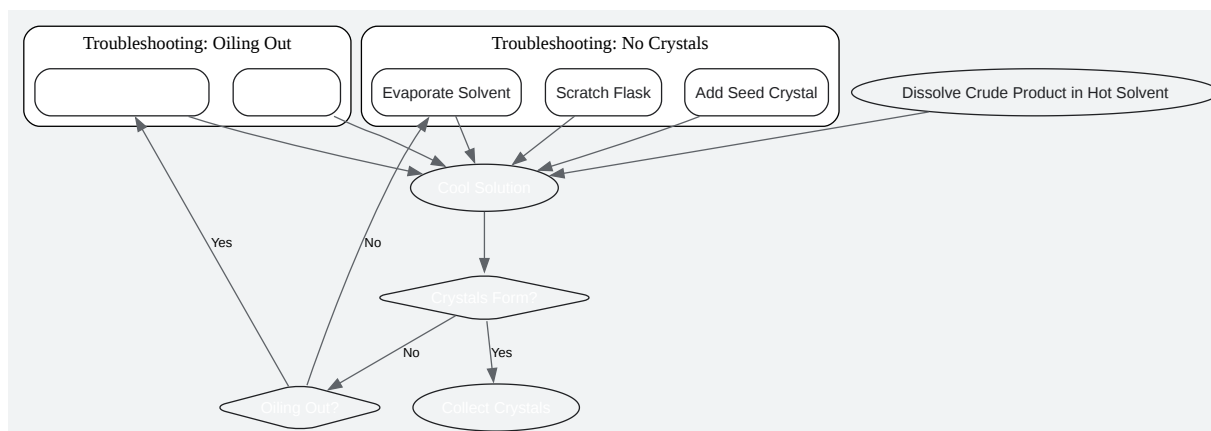 Troubleshooting: Oiling Out
Troubleshooting: No Crystals
Evaporate Solvent
Scratch Flask
Add Seed Crystal
Dissolve Crude Product in Hot Solvent
Cool Solution
Yes
No
Crystals Form?
No
Yes
Oiling Out?
Collect Crystals